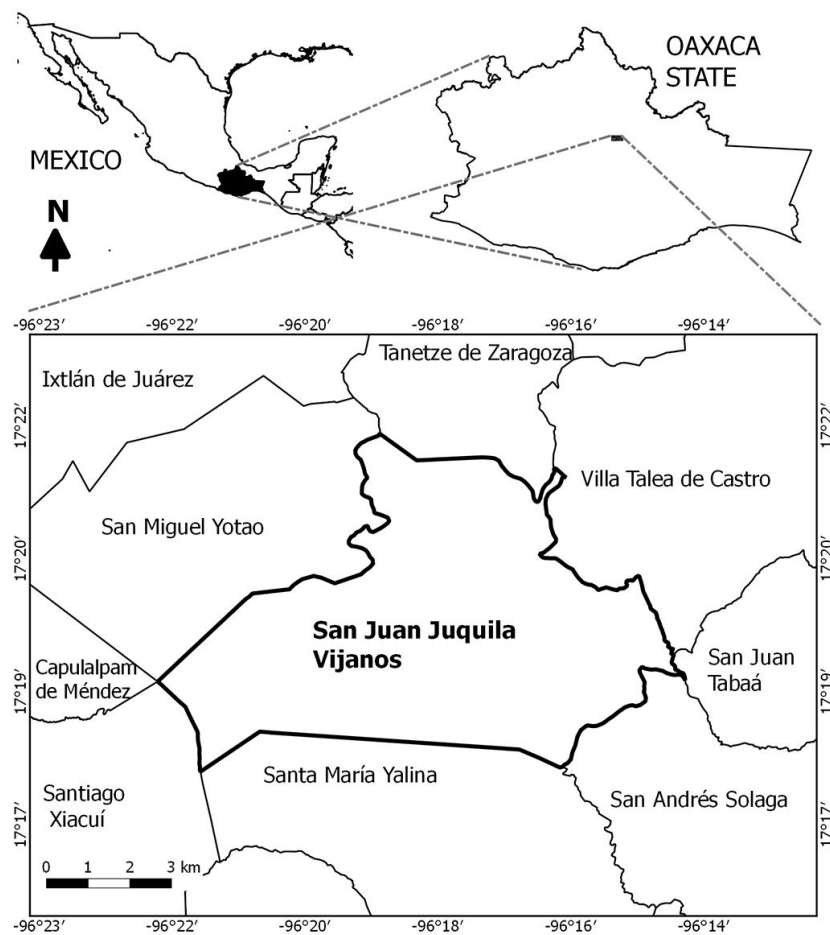 OAXACA
STATE
MEXICO
N
-96°23′ -96°22′ -96°20′ -96°18′ -96°16′ -96°14′
Tanetze de Zaragoza
Ixtlán de Juárez
17°22′ 17°22′
Villa Talea de Castro
San Miguel Yotao
17°20′ 17°20′
San Juan Juquila
Vijanos
San Juan
Tabaá
Capulalpam
de Méndez
17°19′ 17°19′
Santa María Yalina
Santiago
Xiacuí
San Andrés Solaga
17°17′ 17°17′
0 1 2 3 km
-96°23′ -96°22′ -96°20′ -96°18′ -96°16′ -96°14′